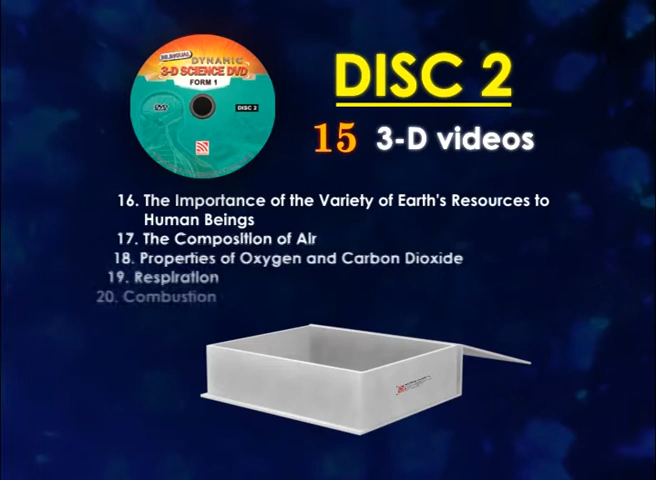 BILINGUAL
DYNAMIC
3-D SCIENCE DVD
FORM 1
DVD
DISC 2
DISC 2
15 3-D videos
16. The Importance of the Variety of Earth's Resources to
Human Beings
17. The Composition of Air
18. Properties of Oxygen and Carbon Dioxide
19. Respiration
20. Combustion